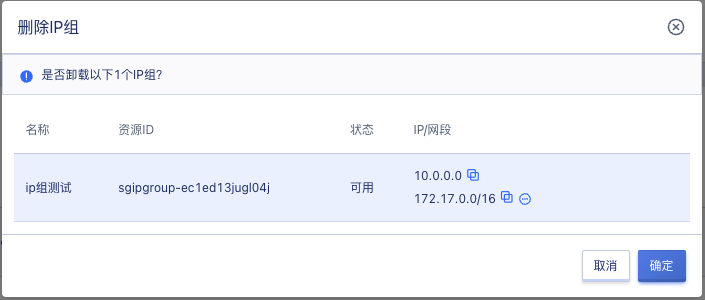 删除IP组
是否卸载以下1个IP组?
名称 资源ID 状态 IP/网段
ip组测试 sgipgroup-ec1ed13jugl04j 可用 10.0.0.0
172.17.0.0/16
取消 确定